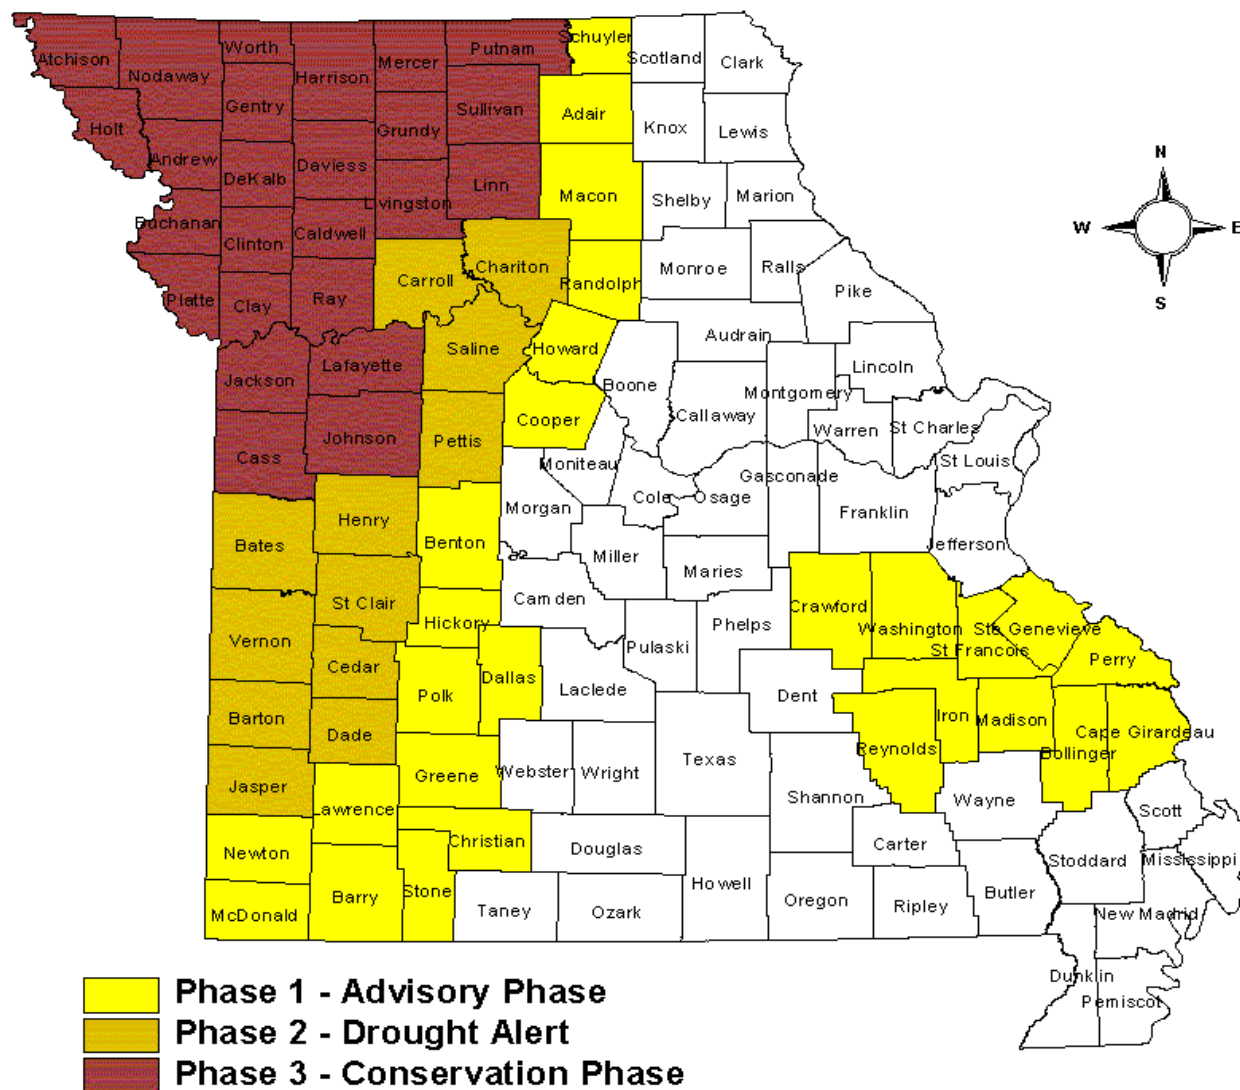 Atchison
Nodaway
Worth
Harrison
Mercer
Putnam
Schuyler
Scotland
Clark
Holt
Gentry
Grundy
Sullivan
Adair
Knox
Lewis
Andrew
DeKalb
Daviess
Livingston
Linn
Macon
Shelby
Marion
Buchanan
Clinton
Caldwell
Carroll
Chariton
Randolph
Monroe
Ralls
Pike
Platte
Clay
Ray
Saline
Howard
Audrain
Lincoln
Jackson
Lafayette
Cooper
Boone
Callaway
Montgomery
Warren
St Charles
Cass
Johnson
Pettis
Moniteau
Cole
Osage
Gasconade
Franklin
St Louis
Jefferson
Bates
Henry
Benton
Morgan
Miller
Maries
Vernon
St Clair
Hickory
Camden
Pulaski
Phelps
Crawford
Washington
St Francois
Ste Genevieve
Perry
Barton
Cedar
Polk
Dallas
Laclede
Dent
Iron
Madison
Bollinger
Cape Girardeau
Jasper
Dade
Greene
Webster
Wright
Texas
Shannon
Reynolds
Wayne
Scott
Newton
Lawrence
Christian
Douglas
Howell
Carter
Butler
Stoddard
Mississippi
McDonald
Barry
Stone
Taney
Ozark
Oregon
Ripley
New Madrid
Dunklin
Pemiscot
N
W
E
S
Phase 1 - Advisory Phase
Phase 2 - Drought Alert
Phase 3 - Conservation Phase